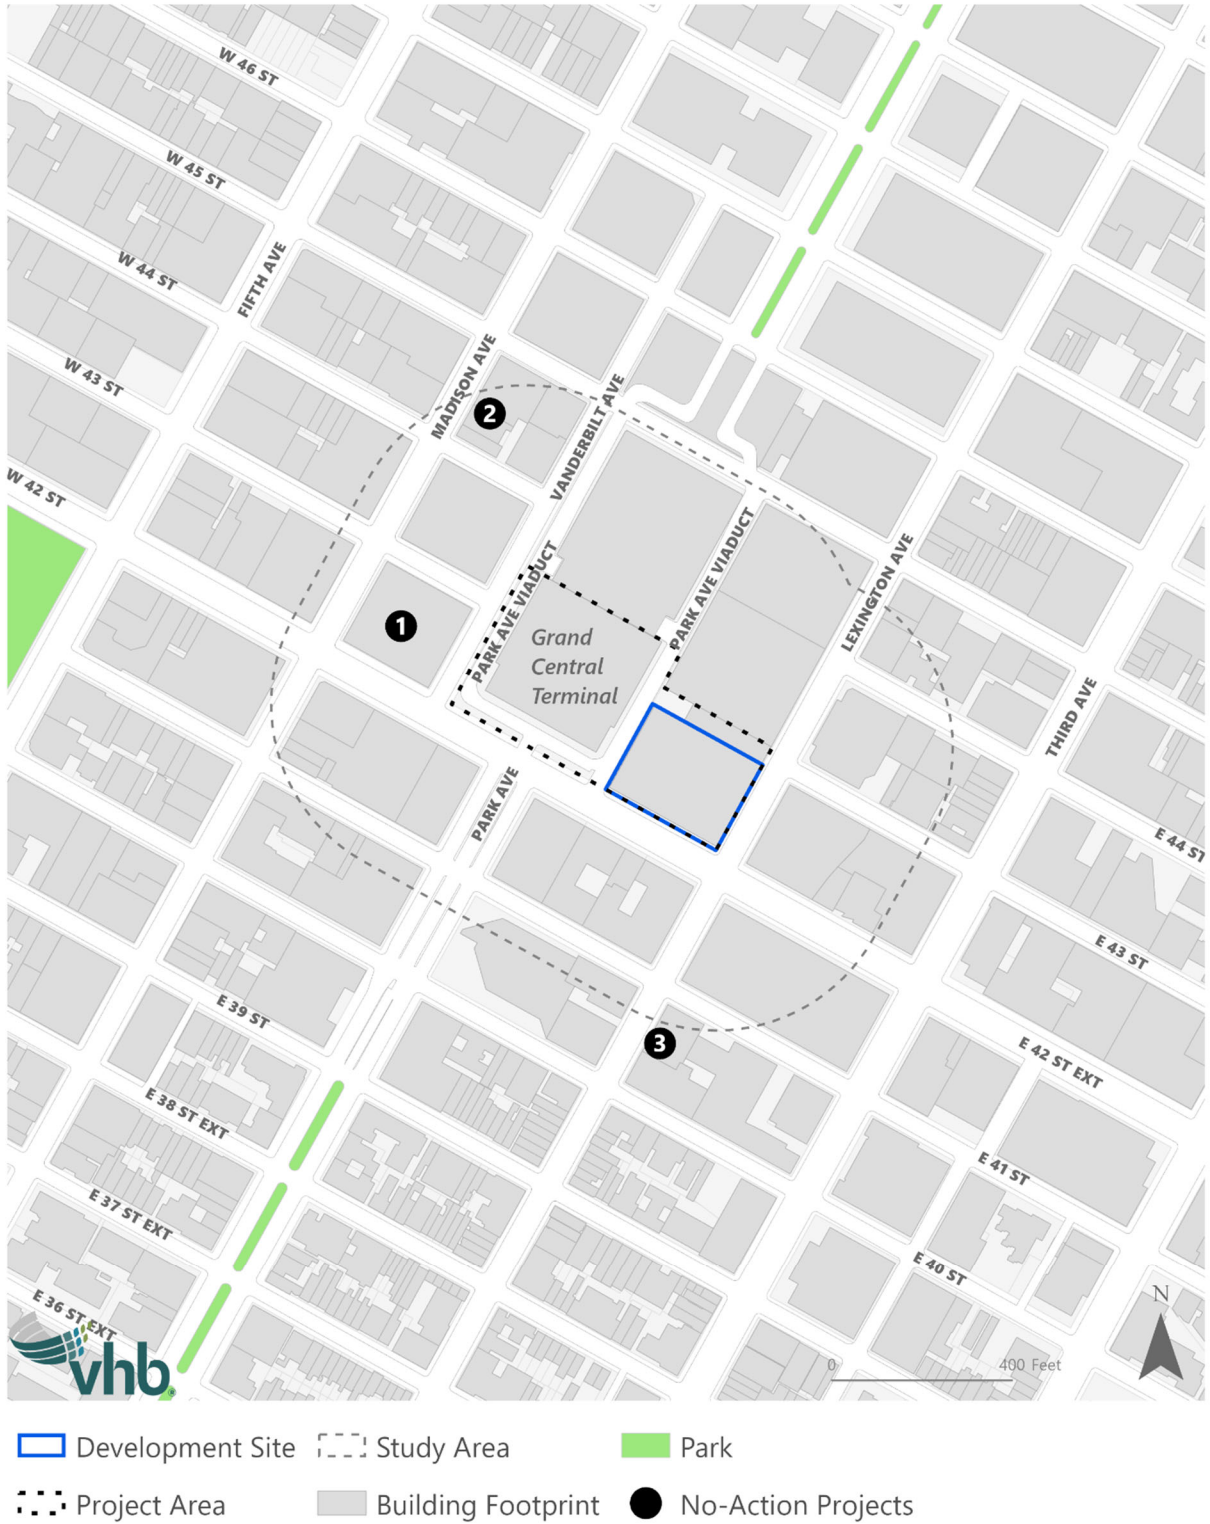 W 46 ST
W 45 ST
W 44 ST
FIFTH AVE
W 43 ST
MADISON AVE
2
VANDERBILT AVE
W 42 ST
PARK AVE VIADUCT
PARK AVE VIADUCT
LEXINGTON AVE
1
Grand
Central
Terminal
THIRD AVE
PARK AVE
E 44 ST
E 43 ST
E 39 ST
3
E 42 ST EXT
E 38 ST EXT
E 41 ST
E 37 ST EXT
E 40 ST
E 36 ST EXT
N
vhb®
0 400 Feet
Development Site Study Area Park
Project Area Building Footprint No-Action Projects